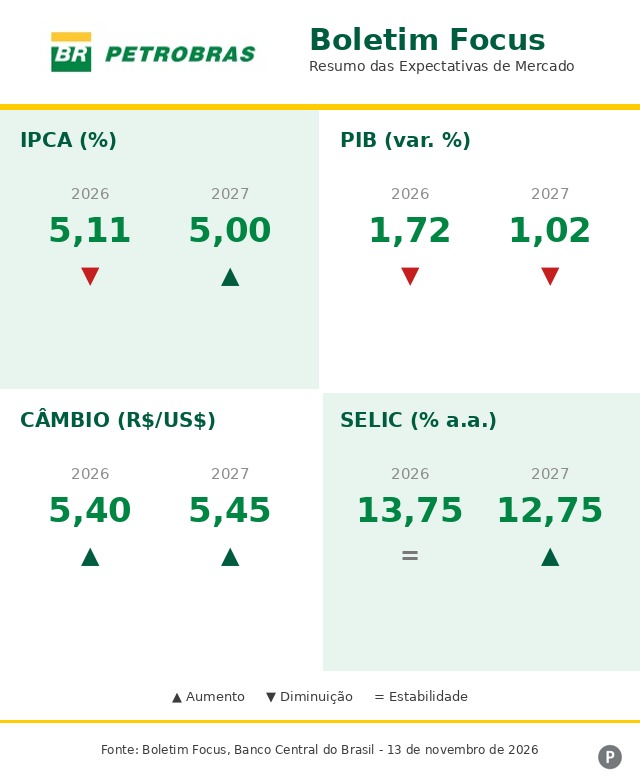 BR PETROBRAS
Boletim Focus
Resumo das Expectativas de Mercado
IPCA (%)
2026 2027
5,11 5,00
▼ ▲
PIB (var. %)
2026 2027
1,72 1,02
▼ ▼
CÂMBIO (R$/US$)
2026 2027
5,40 5,45
▲ ▲
SELIC (% a.a.)
2026 2027
13,75 12,75
= ▲
▲ Aumento ▼ Diminuição = Estabilidade
Fonte: Boletim Focus, Banco Central do Brasil - 13 de novembro de 2026
P